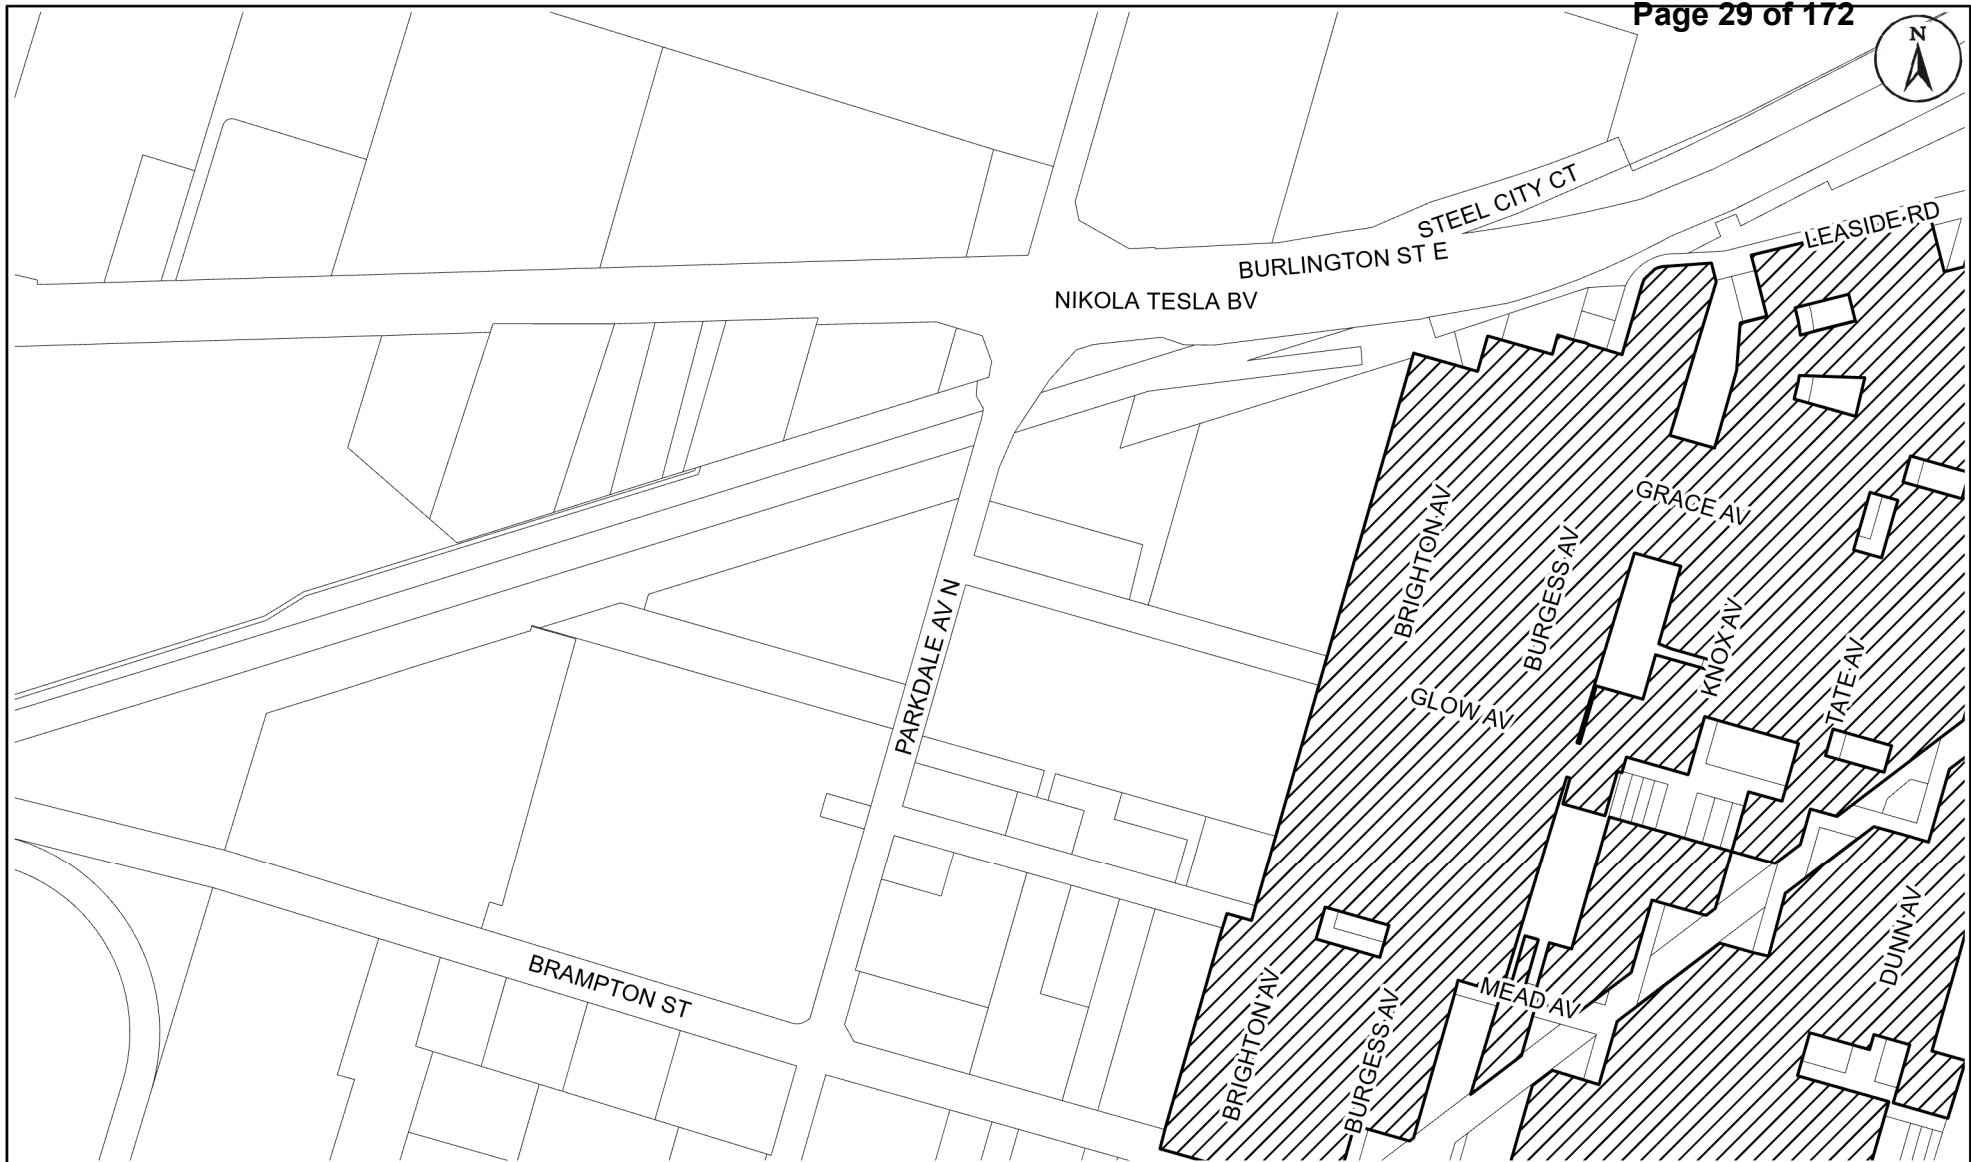 Page 29 of 172
N
STEEL CITY CT
LEASIDE RD
BURLINGTON ST E
NIKOLA TESLA BV
GRACE AV
BRIGHTON AV
BURGESS AV
KNOX AV
TATE AV
PARKDALE AV N
GLOW AV
DUNN AV
BRAMPTON ST
MEAD AV
BRIGHTON AV
BURGESS AV